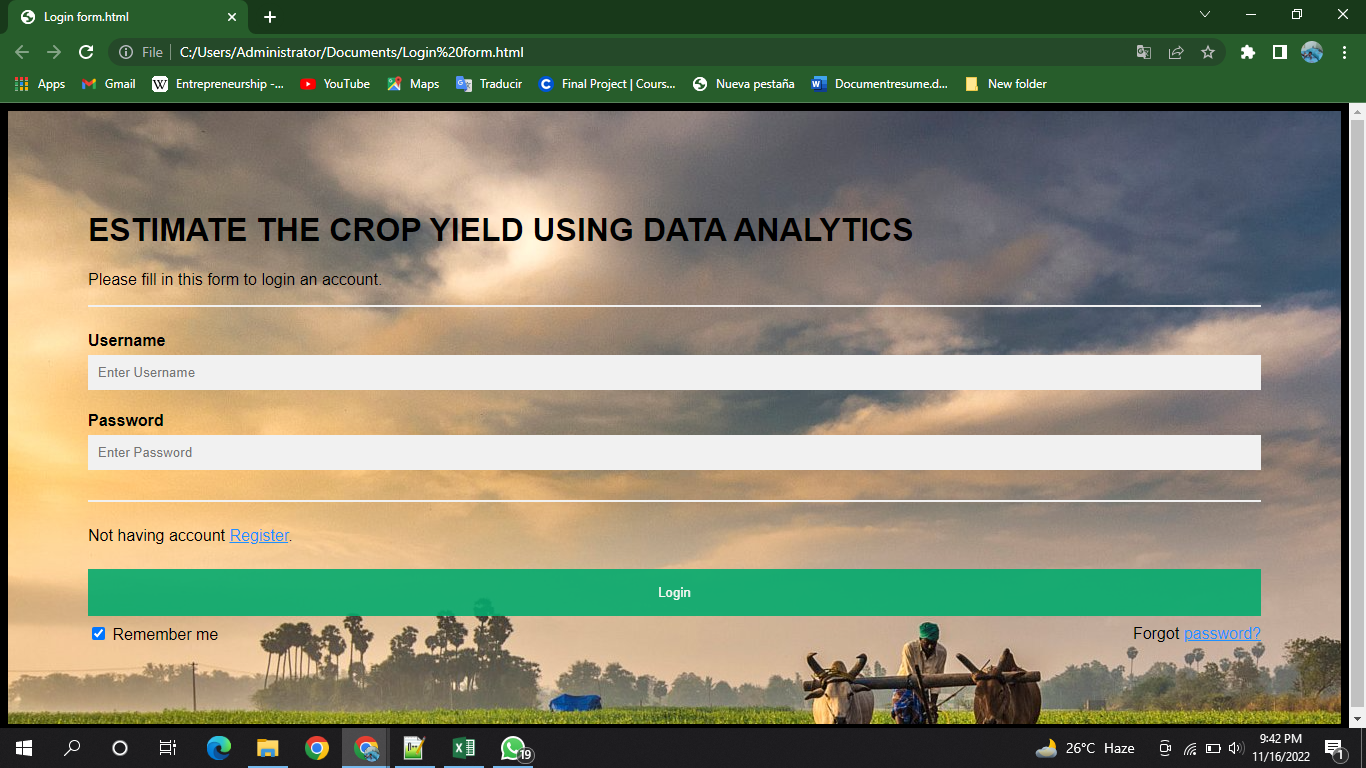 Login form.html
File C:/Users/Administrator/Documents/Login%20form.html
Apps Gmail Entrepreneurship -... YouTube Maps Traducir Final Project | Cours... Nueva pestaña Documentresume.d... New folder
ESTIMATE THE CROP YIELD USING DATA ANALYTICS
Please fill in this form to login an account.
Username
Enter Username
Password
Enter Password
Not having account Register.
Login
Remember me Forgot password?
19 26°C Haze 9:42 PM
11/16/2022 1